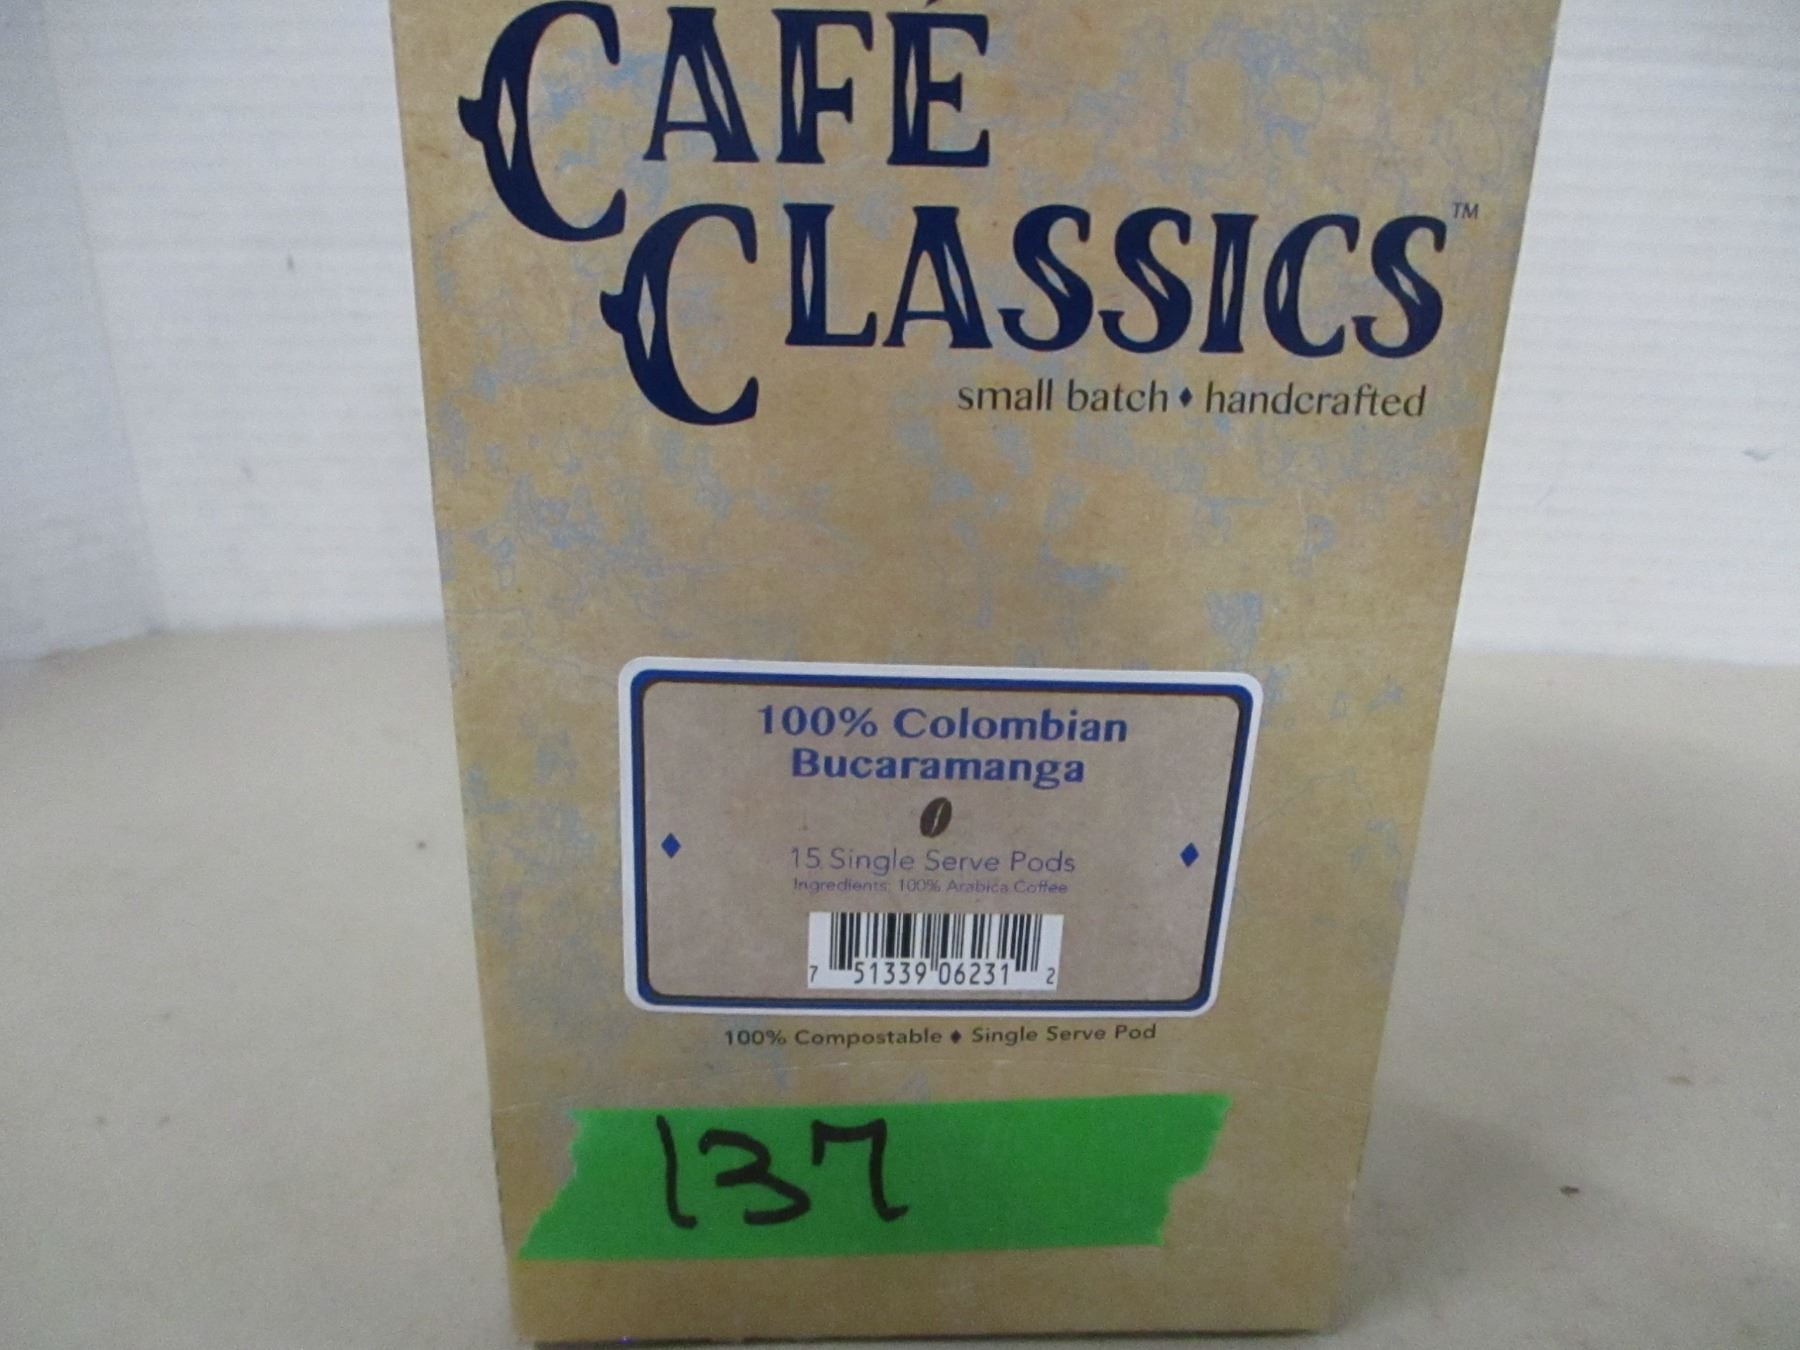 CAFÉ
CLASSICS™
small batch ♦ handcrafted
100% Colombian
Bucaramanga
15 Single Serve Pods
Ingredients: 100% Arabica Coffee
7 51339 06231 2
100% Compostable ♦ Single Serve Pod
137